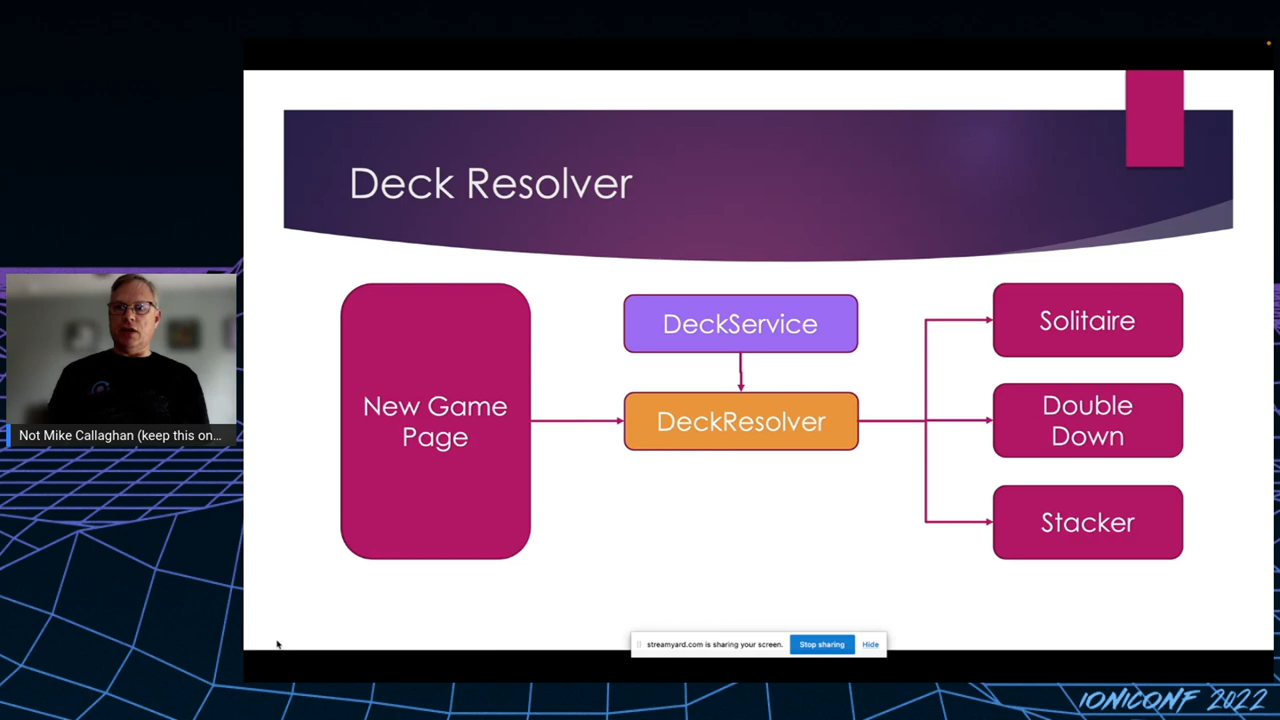 Deck Resolver
New Game
Page
DeckService
DeckResolver
Solitaire
Double
Down
Stacker
Not Mike Callaghan (keep this on...
streamyard.com is sharing your screen.
Stop sharing
Hide
IONICONF 2022